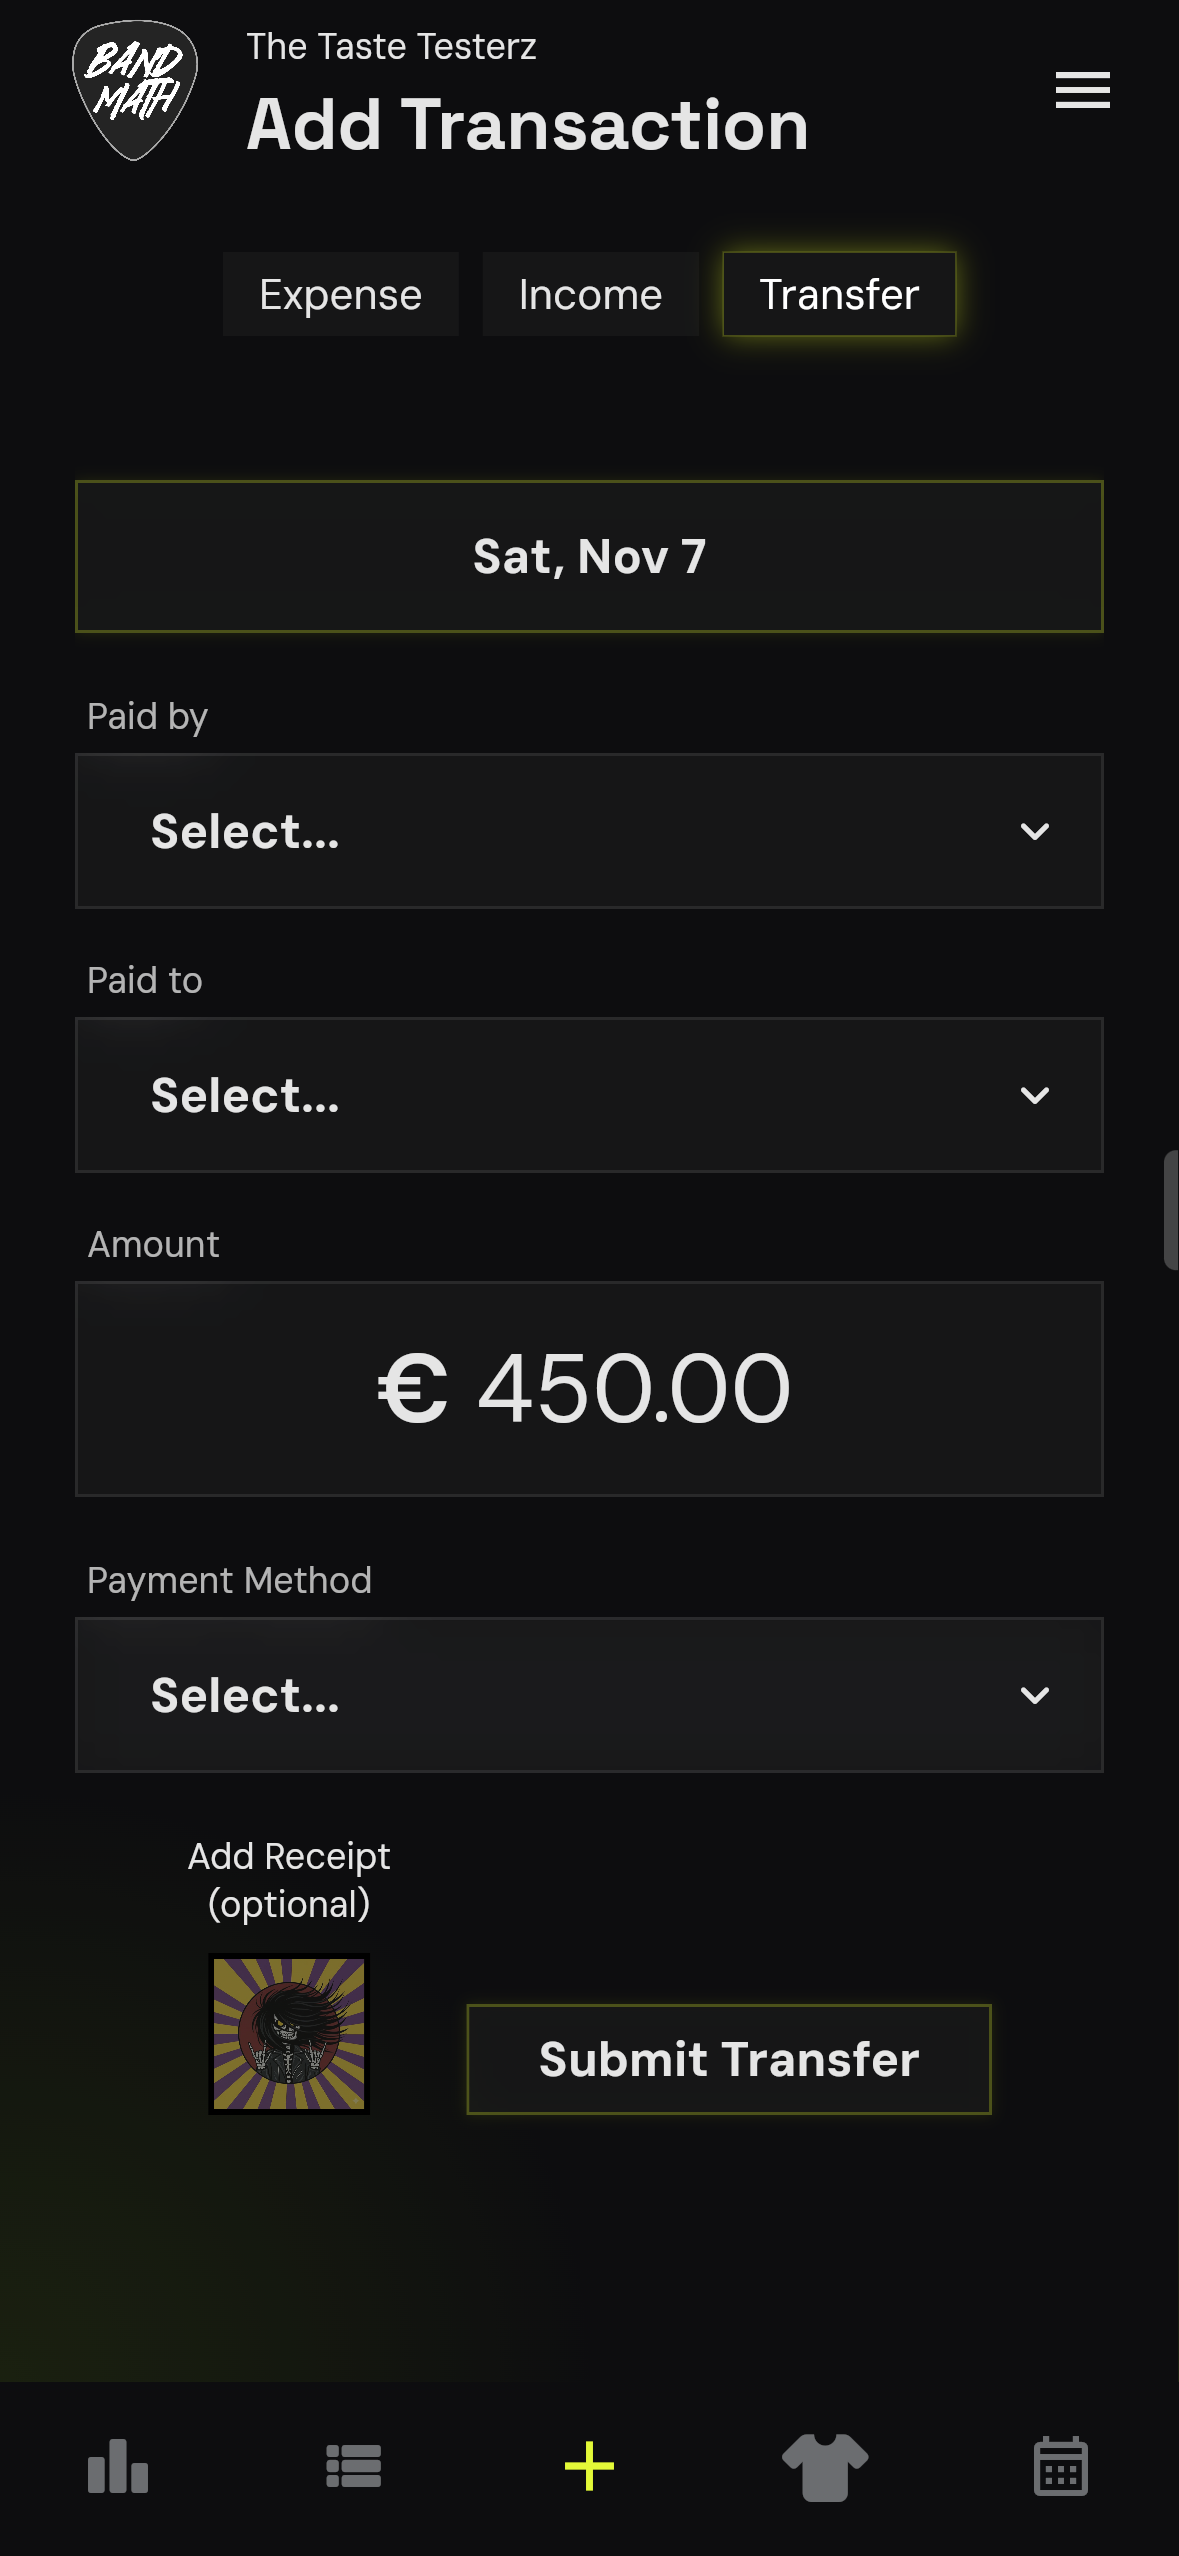 BAND
MATH
The Taste Testerz
Add Transaction
Expense
Income
Transfer
Sat, Nov 7
Paid by
Select...
Paid to
Select...
Amount
€ 450.00
Payment Method
Select...
Add Receipt
(optional)
Submit Transfer